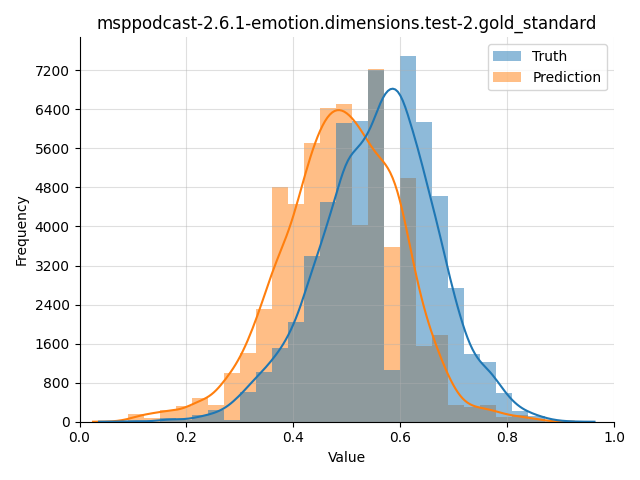 msppodcast-2.6.1-emotion.dimensions.test-2.gold_standard
Truth
Prediction
Frequency
7200
6400
5600
4800
4000
3200
2400
1600
800
0
0.0 0.2 0.4 0.6 0.8 1.0
Value